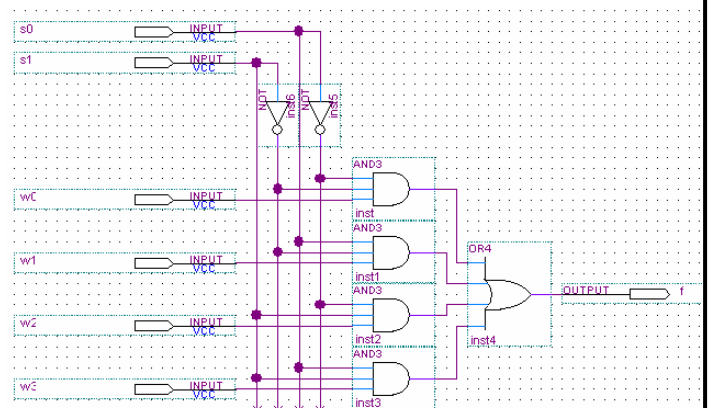 s0 INPUT VCC
s1 INPUT VCC
NOT inst6 NOT inst5
AND3
w0 INPUT VCC
inst
AND3
w1 INPUT VCC
inst1
OR4
AND3
OUTPUT f
w2 INPUT VCC
inst2
inst4
AND3
w3 INPUT VCC
inst3